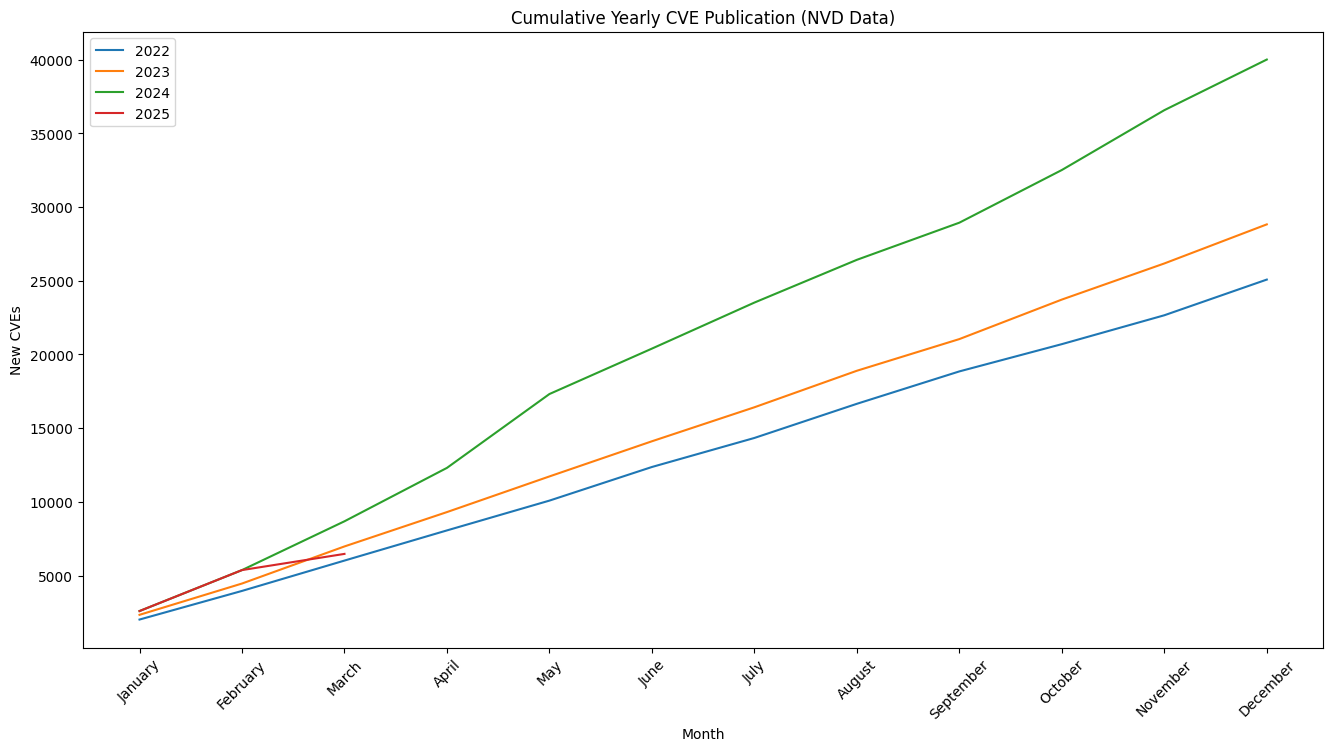 Cumulative Yearly CVE Publication (NVD Data)
2022
2023
2024
2025
40000
35000
30000
25000
20000
15000
10000
5000
New CVEs
January
February
March
April
May
June
July
August
September
October
November
December
Month